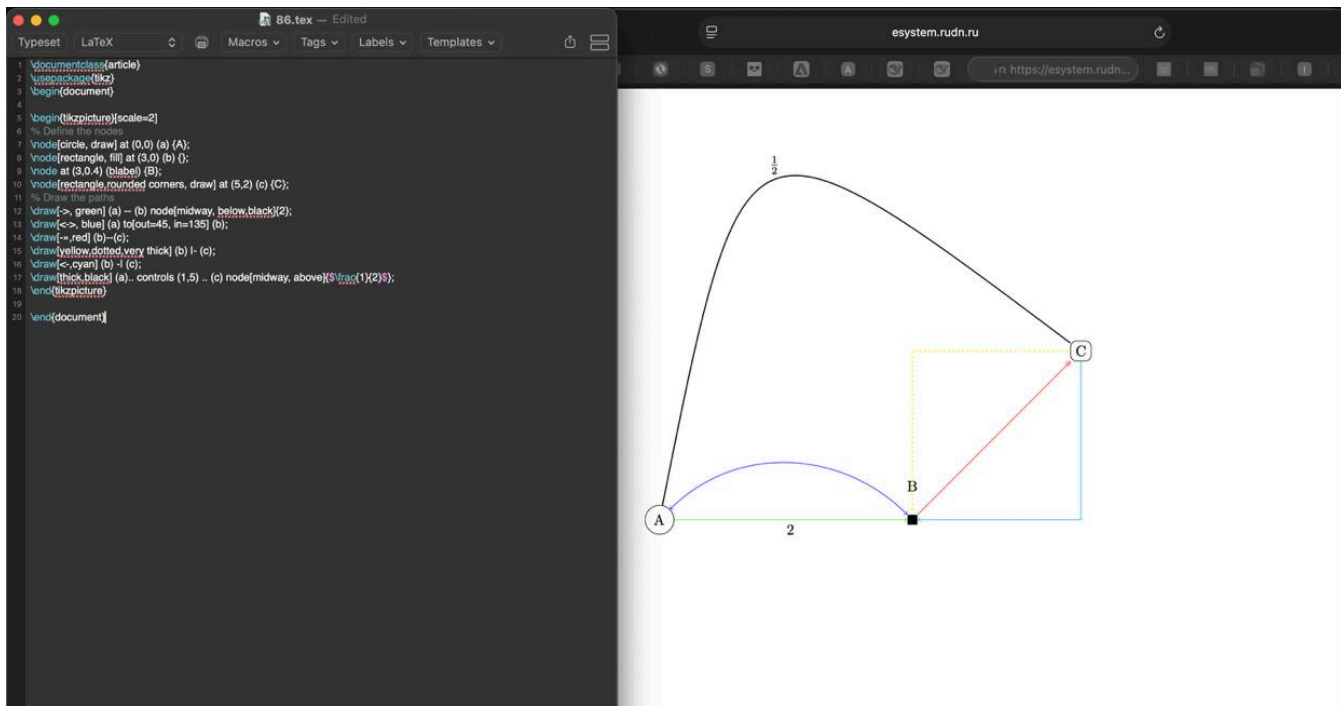 86.tex — Edited
Typeset LaTeX Macros Tags Labels Templates
1 \documentclass{article}
2 \usepackage{tikz}
3 \begin{document}
4
5 \begin{tikzpicture}[scale=2]
6 % Define the nodes
7 \node[circle, draw] at (0,0) (a) {A};
8 \node[rectangle, fill] at (3,0) (b) {};
9 \node at (3,0.4) (blabel) {B};
10 \node[rectangle,rounded corners, draw] at (5,2) (c) {C};
11 % Draw the paths
12 \draw[->, green] (a) -- (b) node[midway, below,black]{2};
13 \draw[<->, blue] (a) to[out=45, in=135] (b);
14 \draw[-»,red] (b)--(c);
15 \draw[yellow,dotted,very thick] (b) |- (c);
16 \draw[<-,cyan] (b) -| (c);
17 \draw[thick,black] (a).. controls (1,5) .. (c) node[midway, above]{$\frac{1}{2}$};
18 \end{tikzpicture}
19
20 \end{document}
esystem.rudn.ru
in https://esystem.rudn...
1
2
C
B
A
2